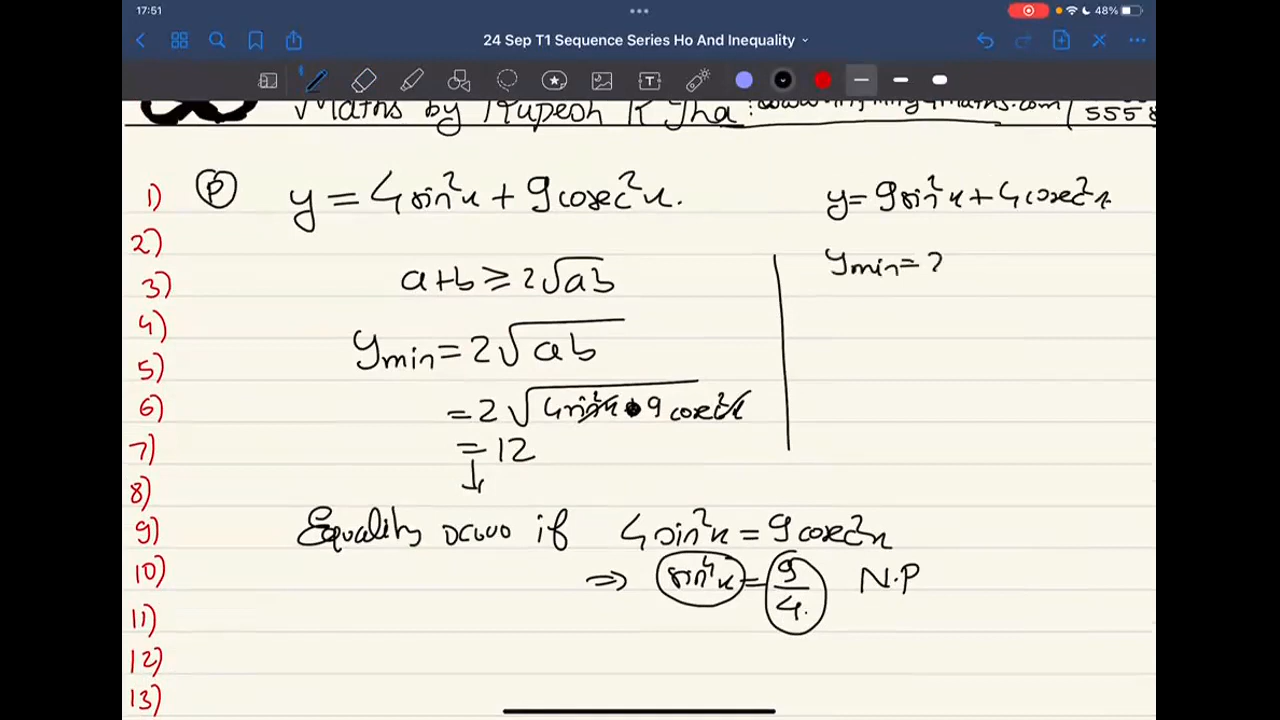 17:51
48%
24 Sep T1 Sequence Series Ho And Inequality
Maths by Rupesh K Jha
1) P y = 4sin²x + 9cosec²x. y = 9sin²x + 4cosec²x
2)
3) a+b ≥ 2√ab ymin = ?
4)
5) ymin = 2√ab
6) = 2√4sin²x • 9cosec²x
7) = 12
8) ↓
9) Equality if 4sin²x = 9cosec²x
10) ⇒ sin⁴x = 9/4 N.P
11)
12)
13)